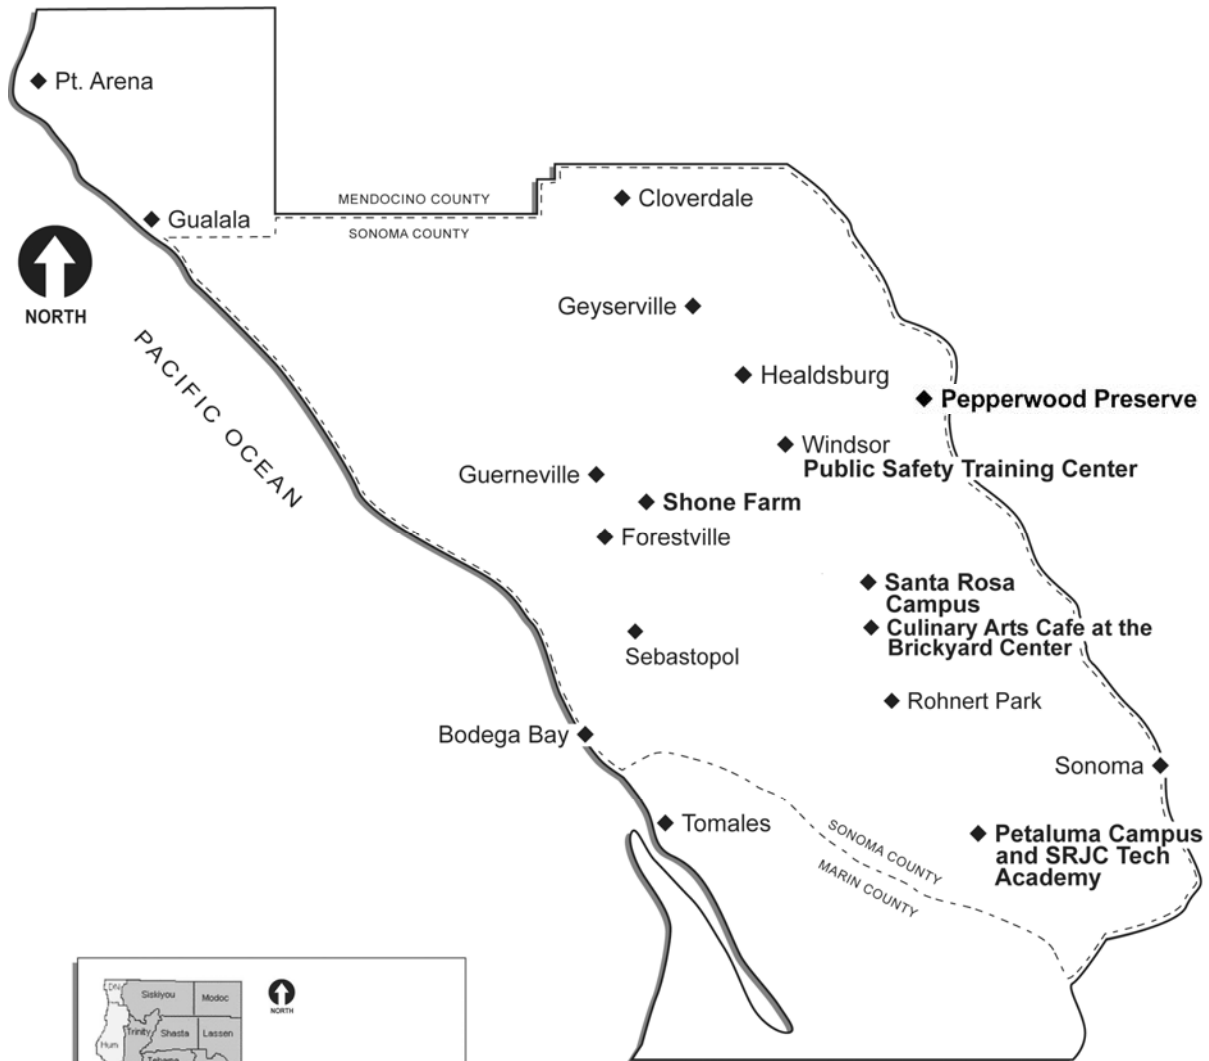 Pt. Arena
MENDOCINO COUNTY
Cloverdale
Gualala
SONOMA COUNTY
NORTH
Geyserville
PACIFIC OCEAN
Healdsburg
Pepperwood Preserve
Windsor
Public Safety Training Center
Guerneville
Shone Farm
Forestville
Santa Rosa
Campus
Culinary Arts Cafe at the
Brickyard Center
Sebastopol
Rohnert Park
Bodega Bay
Sonoma
Tomales
SONOMA COUNTY
MARIN COUNTY
Petaluma Campus
and SRJC Tech
Academy
DN
Siskiyou
Modoc
NORTH
Hum
Trinity
Shasta
Lassen